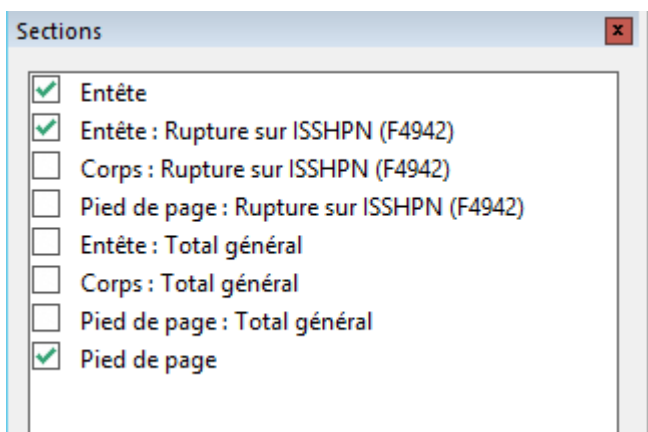 Sections
Entête
Entête : Rupture sur ISSHPN (F4942)
Corps : Rupture sur ISSHPN (F4942)
Pied de page : Rupture sur ISSHPN (F4942)
Entête : Total général
Corps : Total général
Pied de page : Total général
Pied de page